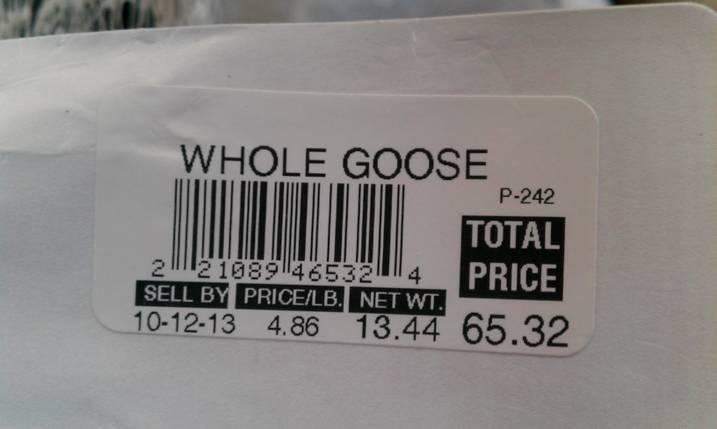 WHOLE GOOSE
P-242
TOTAL
PRICE
2 21089 46532 4
SELL BY PRICE/LB. NET WT.
10-12-13 4.86 13.44 65.32